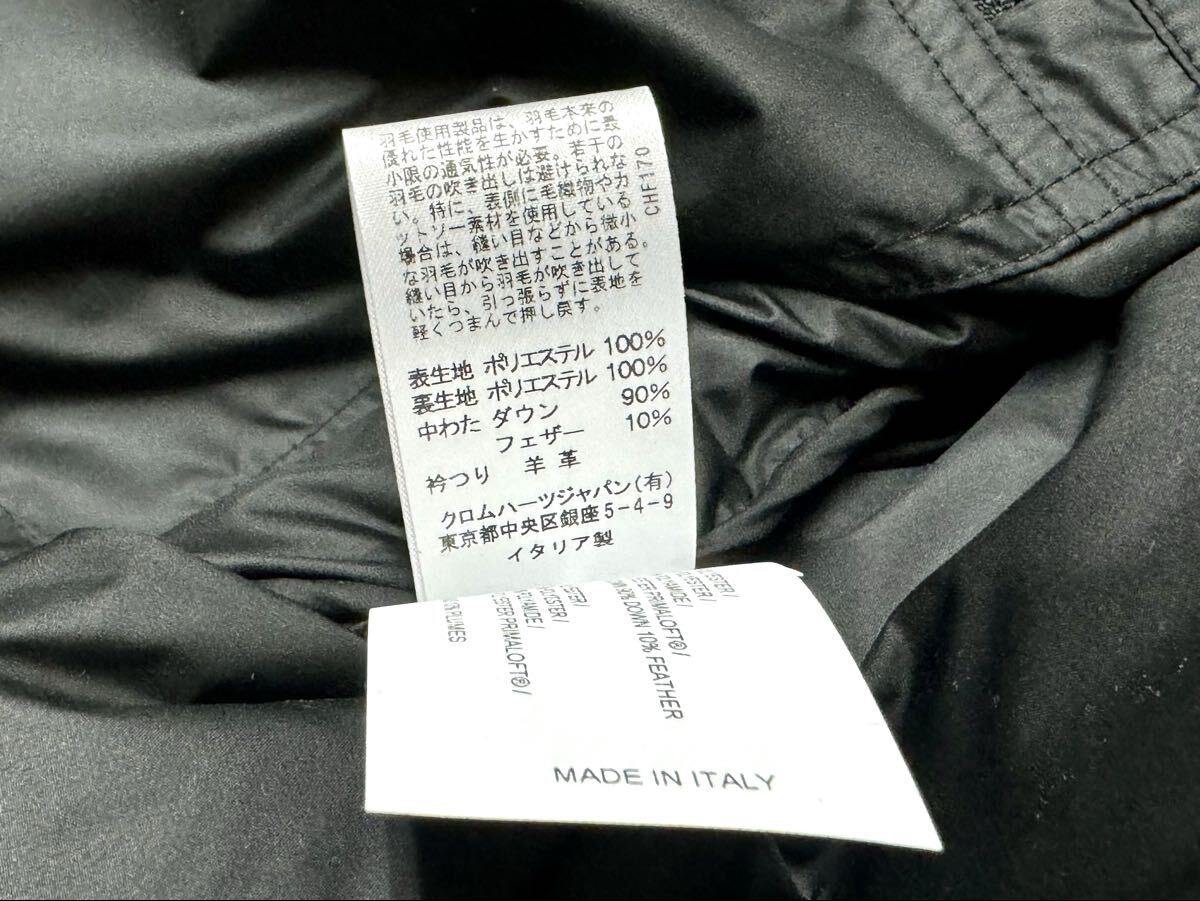 羽毛使用製品は、羽毛本来の
優れた性能を生かすために最
小限の通気性が必要。若干の
羽毛の吹き出しは避けられな
い。特に、表側に毛織物やカ
ットソー素材を使用している
場合は、縫い目などから微小
な羽毛が吹き出すことがある。
縫い目から羽毛が吹き出して
いたら、引っ張らずに表地を
軽くつまんで押し戻す。
CHF170
表生地 ポリエステル 100%
裏生地 ポリエステル 100%
中わた ダウン 90%
フェザー 10%
衿つり 羊革
クロムハーツジャパン(有)
東京都中央区銀座5-4-9
イタリア製
PRIMALOFT®/
90% DOWN 10% FEATHER
ESTER PRIMALOFT®/
PLUMES
MADE IN ITALY